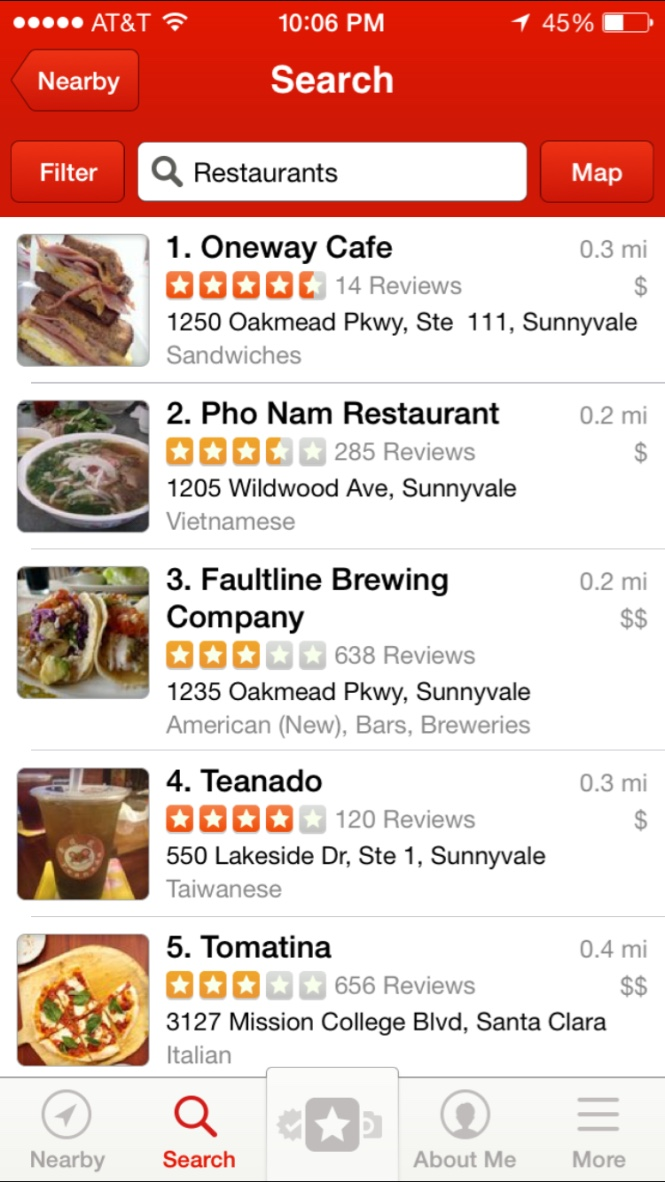 AT&T 10:06 PM 45%
Nearby Search
Filter Restaurants Map
1. Oneway Cafe 0.3 mi
14 Reviews $
1250 Oakmead Pkwy, Ste 111, Sunnyvale
Sandwiches
2. Pho Nam Restaurant 0.2 mi
285 Reviews $
1205 Wildwood Ave, Sunnyvale
Vietnamese
3. Faultline Brewing 0.2 mi
Company $$
638 Reviews
1235 Oakmead Pkwy, Sunnyvale
American (New), Bars, Breweries
4. Teanado 0.3 mi
120 Reviews $
550 Lakeside Dr, Ste 1, Sunnyvale
Taiwanese
5. Tomatina 0.4 mi
656 Reviews $$
3127 Mission College Blvd, Santa Clara
Italian
Nearby Search About Me More